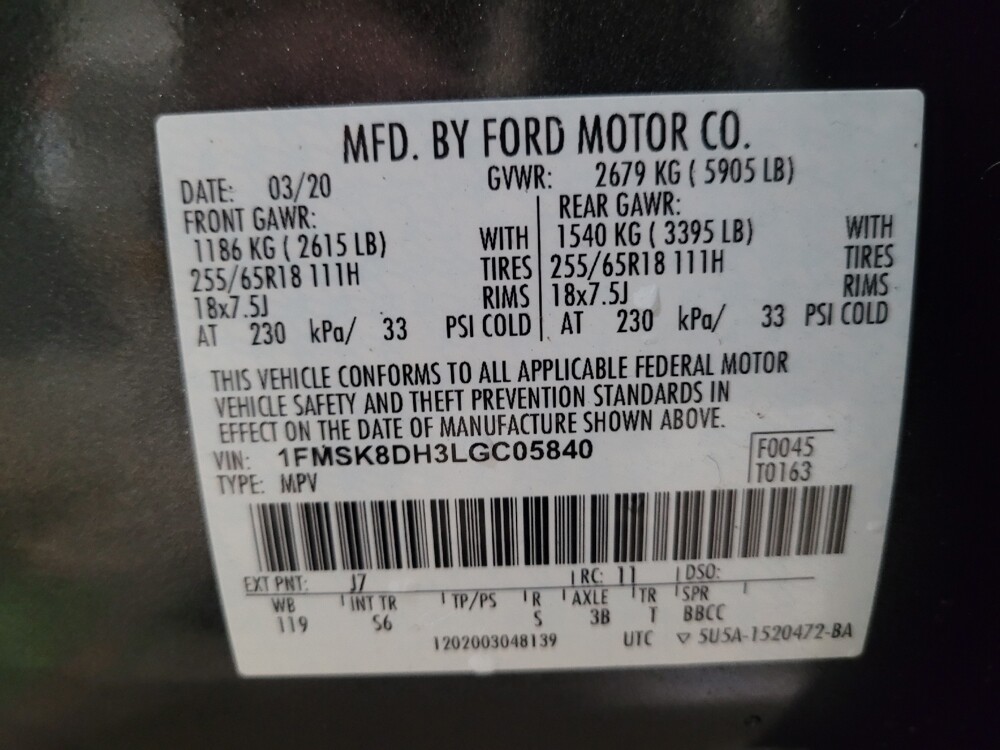 MFD. BY FORD MOTOR CO.
DATE: 03/20 GVWR: 2679 KG ( 5905 LB)
FRONT GAWR: REAR GAWR:
1186 KG ( 2615 LB) WITH 1540 KG ( 3395 LB) WITH
255/65R18 111H TIRES 255/65R18 111H TIRES
18x7.5J RIMS 18x7.5J RIMS
AT 230 kPa/ 33 PSI COLD AT 230 kPa/ 33 PSI COLD
THIS VEHICLE CONFORMS TO ALL APPLICABLE FEDERAL MOTOR
VEHICLE SAFETY AND THEFT PREVENTION STANDARDS IN
EFFECT ON THE DATE OF MANUFACTURE SHOWN ABOVE.
VIN: 1FMSK8DH3LGC05840 F0045
TYPE: MPV T0163
EXT PNT: J7 RC: 11 DSO:
WB INT TR TP/PS R AXLE TR SPR
119 S6 S 3B T BBCC
1202003048139 UTC ▽ 5U5A-1520472-BA